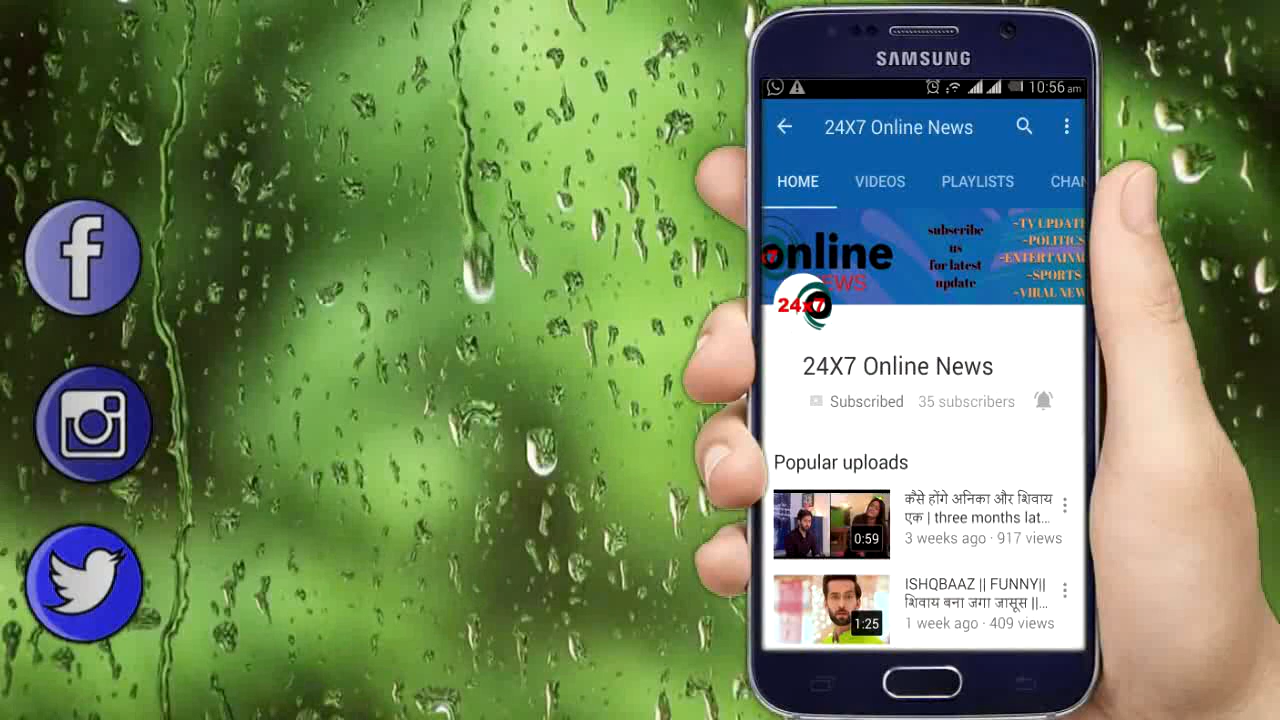 SAMSUNG
10:56 am
24X7 Online News
HOME VIDEOS PLAYLISTS CHAN
online
NEWS
subscribe
us
for latest
update
~TV UPDATE
~POLITICS
~ENTERTAINM
~SPORTS
~VIRAL NEW
24x7
24X7 Online News
Subscribed 35 subscribers
Popular uploads
कैसे होंगे अनिका और शिवाय
एक | three months lat...
3 weeks ago · 917 views
0:59
ISHQBAAZ || FUNNY||
शिवाय बना जगा जासूस ||...
1 week ago · 409 views
1:25